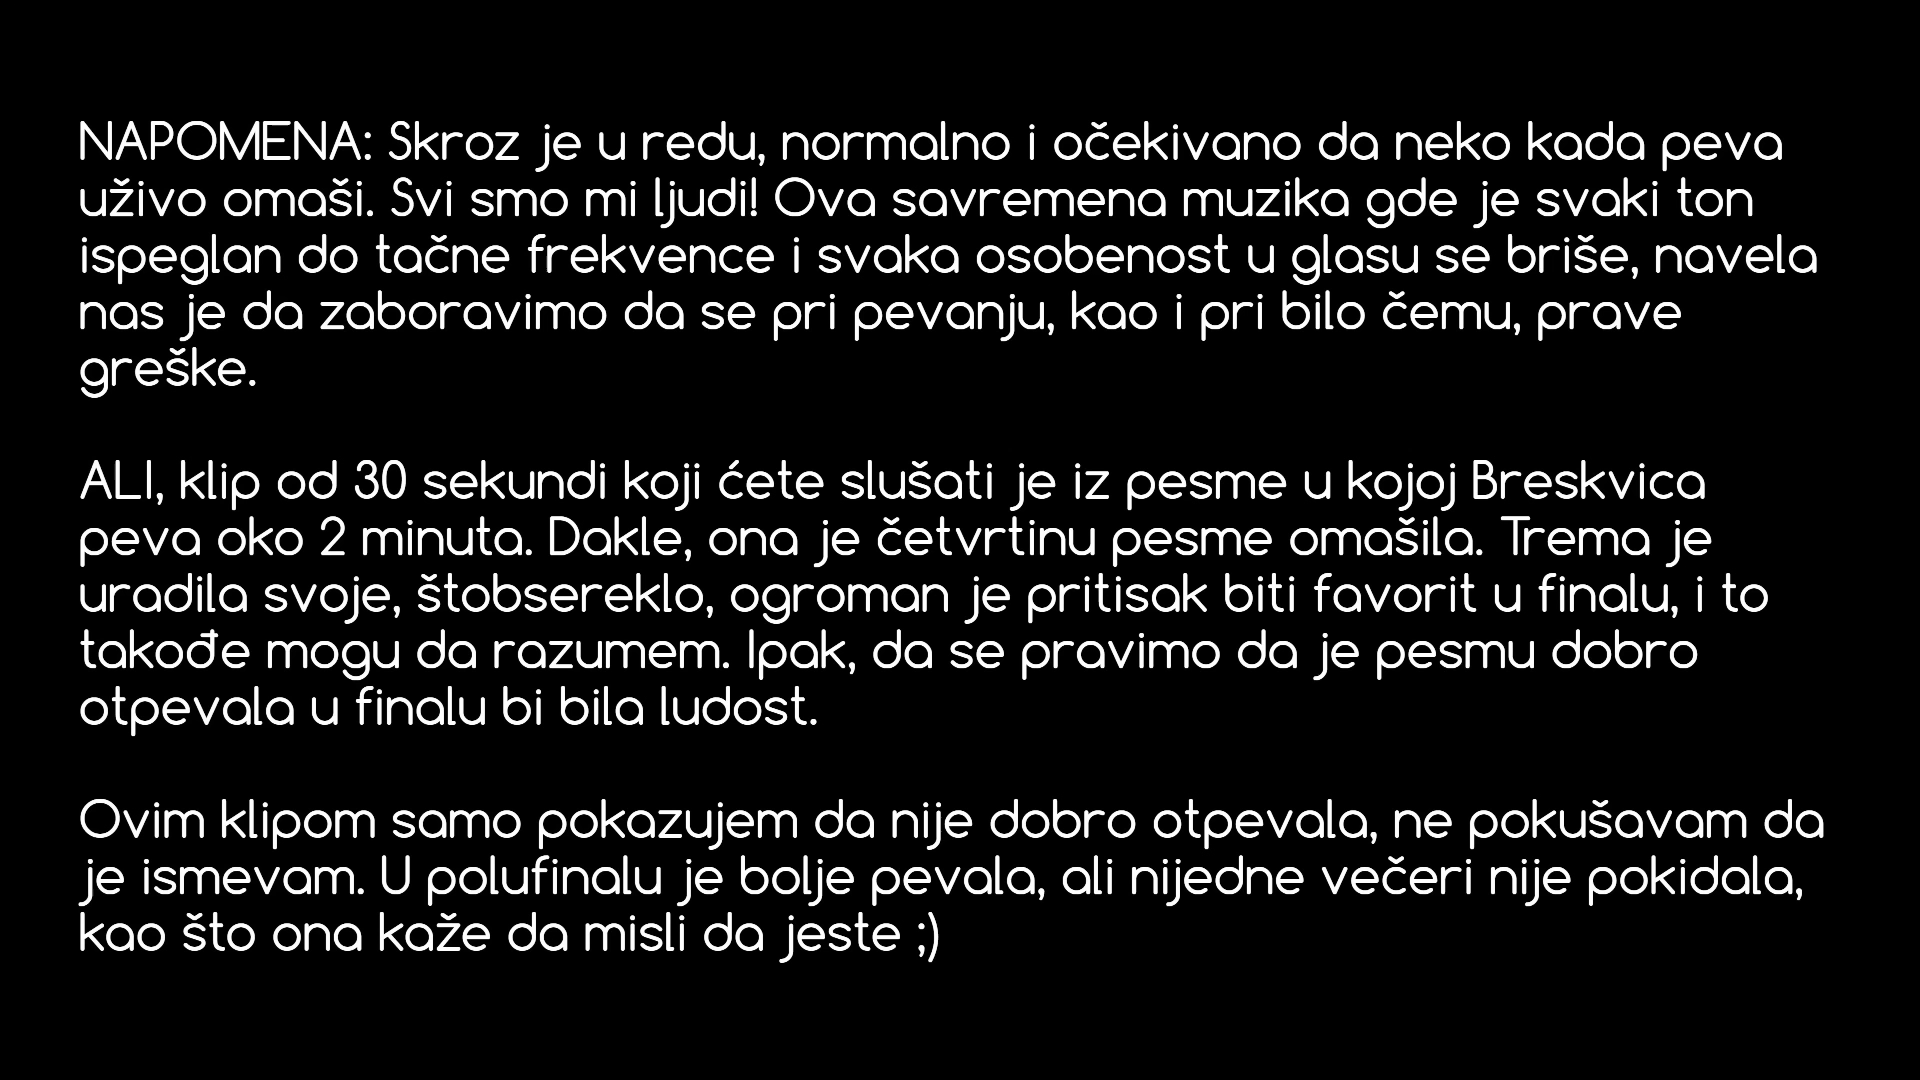 NAPOMENA: Skroz je u redu, normalno i očekivano da neko kada peva
uživo omaši. Svi smo mi ljudi! Ova savremena muzika gde je svaki ton
ispeglan do tačne frekvence i svaka osobenost u glasu se briše, navela
nas je da zaboravimo da se pri pevanju, kao i pri bilo čemu, prave
greške.
ALI, klip od 30 sekundi koji ćete slušati je iz pesme u kojoj Breskvica
peva oko 2 minuta. Dakle, ona je četvrtinu pesme omašila. Trema je
uradila svoje, štobsereklo, ogroman je pritisak biti favorit u finalu, i to
takođe mogu da razumem. Ipak, da se pravimo da je pesmu dobro
otpevala u finalu bi bila ludost.
Ovim klipom samo pokazujem da nije dobro otpevala, ne pokušavam da
je ismevam. U polufinalu je bolje pevala, ali nijedne večeri nije pokidala,
kao što ona kaže da misli da jeste ;)